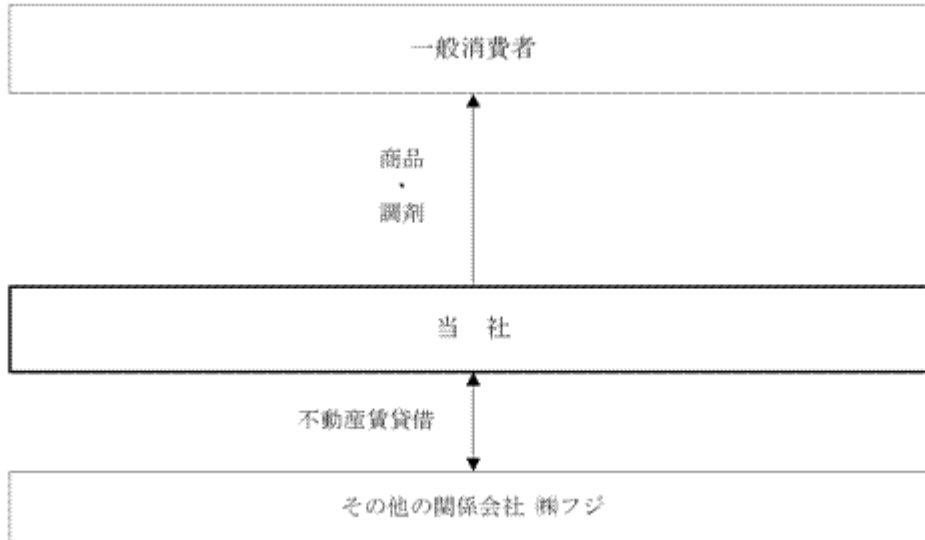 一般消費者
商品
・
調剤
当 社
不動産賃貸借
その他の関係会社 ㈱フジ